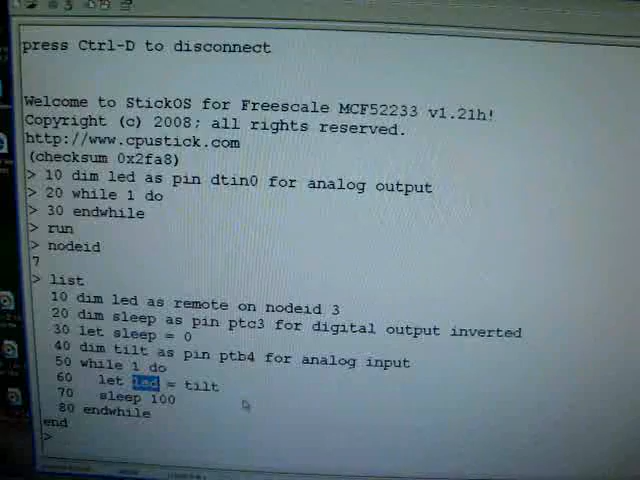 press Ctrl-D to disconnect
Welcome to StickOS for Freescale MCF52233 v1.21h!
Copyright (c) 2008; all rights reserved.
http://www.cpustick.com
(checksum 0x2fa8)
> 10 dim led as pin dtin0 for analog output
> 20 while 1 do
> 30 endwhile
> run
> nodeid
7
> list
10 dim led as remote on nodeid 3
20 dim sleep as pin ptc3 for digital output inverted
30 let sleep = 0
40 dim tilt as pin ptb4 for analog input
50 while 1 do
60 let led = tilt
70 sleep 100
80 endwhile
end
>